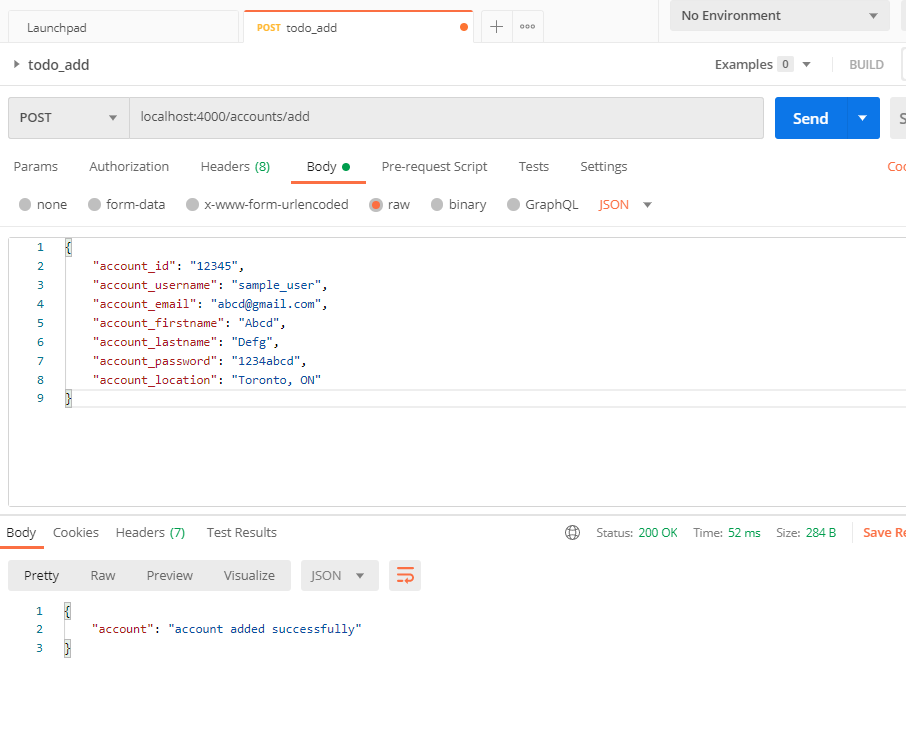 Launchpad POST todo_add No Environment
todo_add Examples 0 BUILD
POST localhost:4000/accounts/add Send
Params Authorization Headers (8) Body Pre-request Script Tests Settings
none form-data x-www-form-urlencoded raw binary GraphQL JSON
1 {
2 "account_id": "12345",
3 "account_username": "sample_user",
4 "account_email": "abcd@gmail.com",
5 "account_firstname": "Abcd",
6 "account_lastname": "Defg",
7 "account_password": "1234abcd",
8 "account_location": "Toronto, ON"
9 }
Body Cookies Headers (7) Test Results Status: 200 OK Time: 52 ms Size: 284 B Save
Pretty Raw Preview Visualize JSON
1 {
2 "account": "account added successfully"
3 }